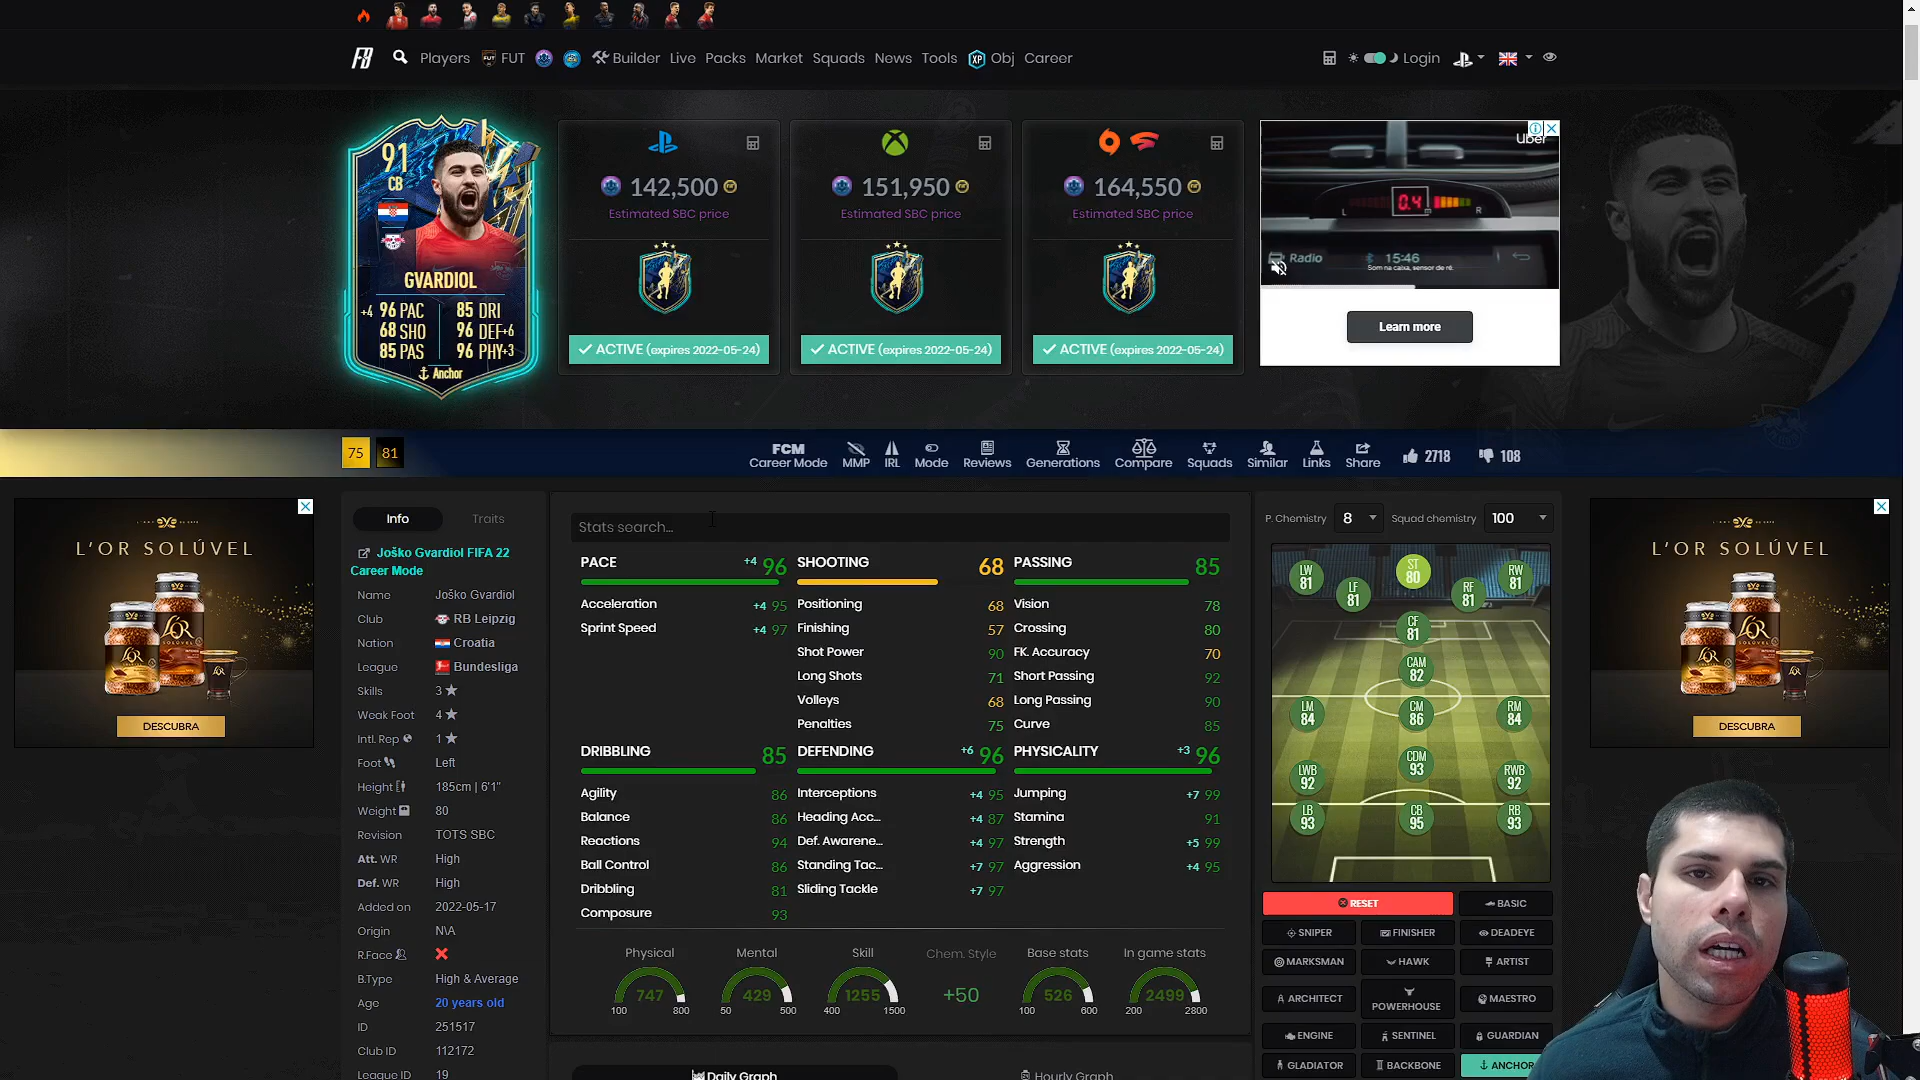 Players FUT Builder Live Packs Market Squads News Tools XP Obj Career Login
91
CB
GVARDIOL
+4 96 PAC 85 DRI
68 SHO 96 DEF+6
85 PAS 96 PHY+3
Anchor
142,500
Estimated SBC price
ACTIVE (expires 2022-05-24)
151,950
Estimated SBC price
ACTIVE (expires 2022-05-24)
164,550
Estimated SBC price
ACTIVE (expires 2022-05-24)
Uber
L 0.4 R
Radio 15:46
Som na caixa, sensor de ré.
Learn more
75 81
FCM
Career Mode MMP IRL Mode Reviews Generations Compare Squads Similar Links Share 2718 108
L'OR SOLÚVEL
L'OR
DESCUBRA
Info Traits
Joško Gvardiol FIFA 22
Career Mode
Name Joško Gvardiol
Club RB Leipzig
Nation Croatia
League Bundesliga
Skills 3
Weak Foot 4
Intl. Rep 1
Foot Left
Height 185cm | 6'1"
Weight 80
Revision TOTS SBC
Att. WR High
Def. WR High
Added on 2022-05-17
Origin N\A
R.Face
B.Type High & Average
Age 20 years old
ID 251517
Club ID 112172
League ID 19
Stats search...
PACE +4 96
Acceleration +4 95
Sprint Speed +4 97
SHOOTING 68
Positioning 68
Finishing 57
Shot Power 90
Long Shots 71
Volleys 68
Penalties 75
PASSING 85
Vision 78
Crossing 80
FK. Accuracy 70
Short Passing 92
Long Passing 90
Curve 85
DRIBBLING 85
Agility 86
Balance 86
Reactions 94
Ball Control 86
Dribbling 81
Composure 93
DEFENDING +6 96
Interceptions +4 95
Heading Acc... +4 87
Def. Awarene... +4 97
Standing Tac... +7 97
Sliding Tackle +7 97
PHYSICALITY +3 96
Jumping +7 99
Stamina 91
Strength +5 99
Aggression +4 95
Physical Mental Skill Chem. Style Base stats In game stats
747 429 1255 +50 526 2499
100 800 50 500 400 1500 100 600 200 2800
Daily Graph Hourly Graph
P. Chemistry 8 Squad chemistry 100
ST
80
LW
81
RW
81
LF
81
RF
81
CF
81
CAM
82
LM
84
CM
86
RM
84
CDM
93
LWB
92
RWB
92
LB
93
CB
95
RB
93
RESET BASIC
SNIPER FINISHER DEADEYE
MARKSMAN HAWK ARTIST
ARCHITECT POWERHOUSE MAESTRO
ENGINE SENTINEL GUARDIAN
GLADIATOR BACKBONE ANCHOR
L'OR SOLÚVEL
L'OR
DESCUBRA